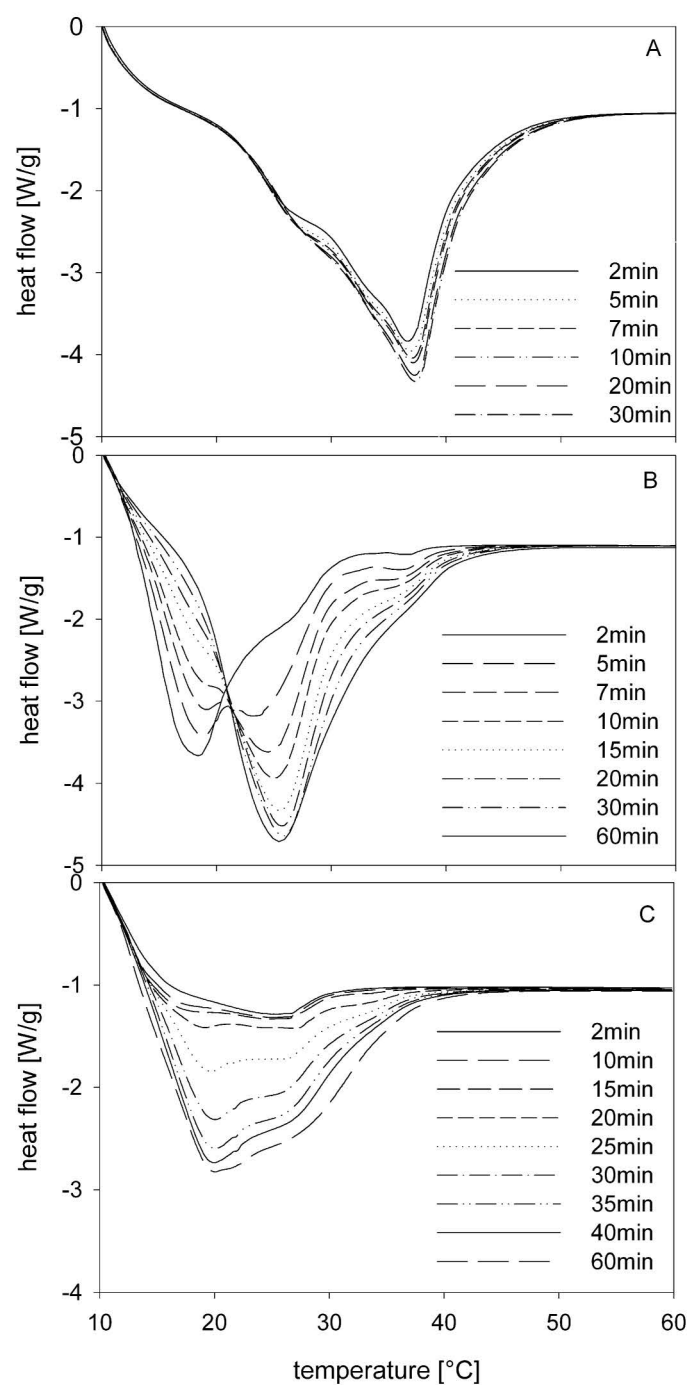 0
A
-1
-2
heat flow [W/g]
-3
2min
5min
7min
-4
10min
20min
30min
-5
0
B
-1
-2
heat flow [W/g]
2min
5min
-3
7min
10min
15min
-4
20min
30min
60min
-5
0
C
-1
2min
heat flow [W/g]
10min
15min
-2
20min
25min
30min
-3
35min
40min
60min
-4
10 20 30 40 50 60
temperature [°C]